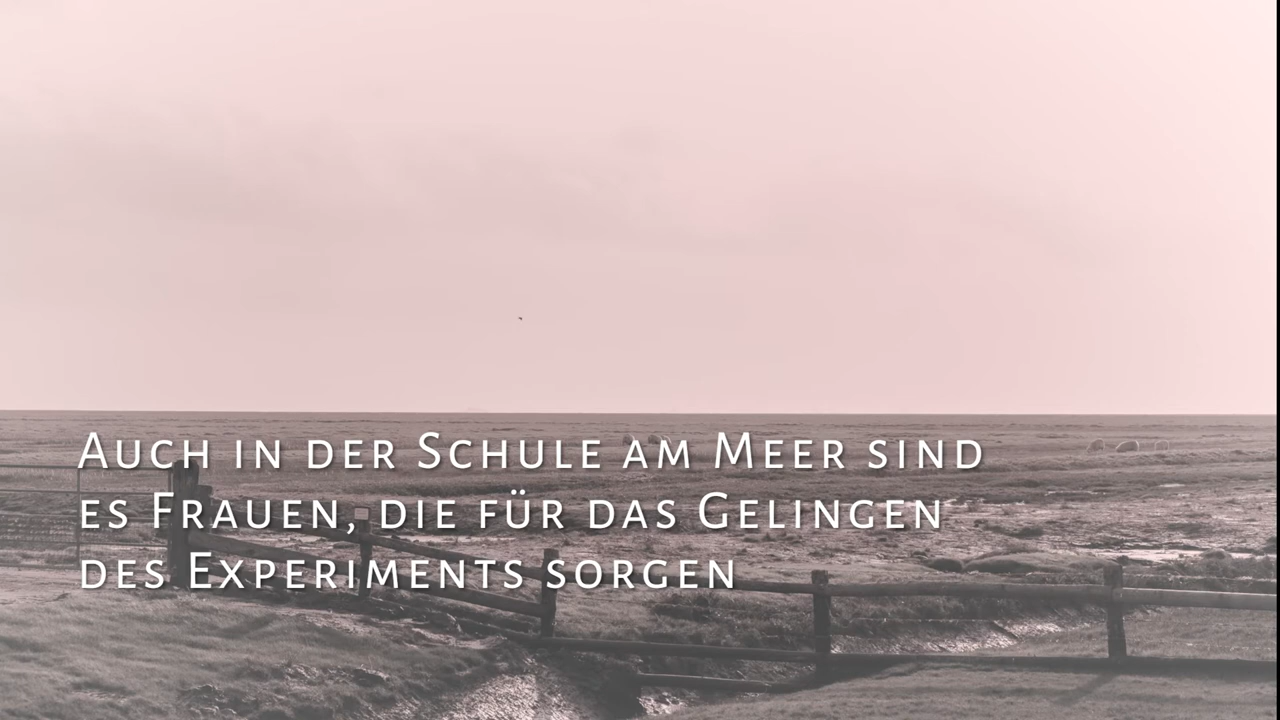 Auch in der Schule am Meer sind
es Frauen, die für das Gelingen
des Experiments sorgen